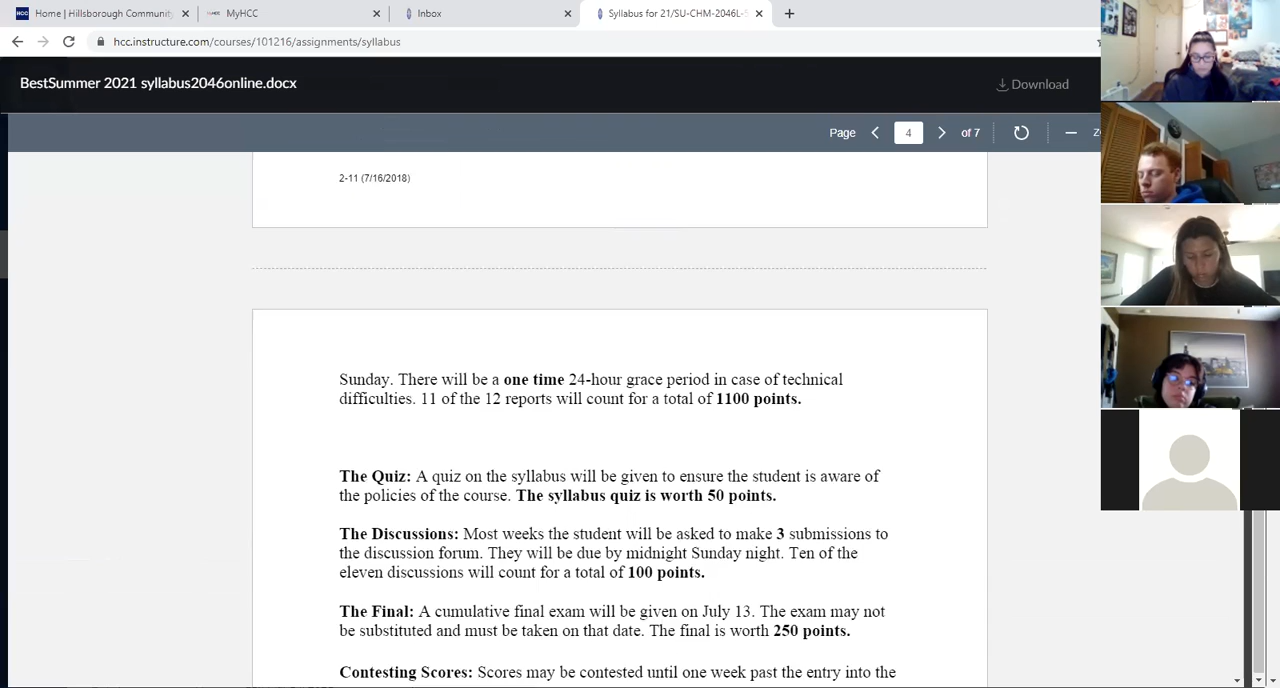 HCC Home | Hillsborough Community
MyHCC
Inbox
Syllabus for 21/SU-CHM-2046L-
hcc.instructure.com/courses/101216/assignments/syllabus
BestSummer 2021 syllabus2046online.docx
Download
Page 4 of 7
2-11 (7/16/2018)
Sunday. There will be a one time 24-hour grace period in case of technical
difficulties. 11 of the 12 reports will count for a total of 1100 points.
The Quiz: A quiz on the syllabus will be given to ensure the student is aware of
the policies of the course. The syllabus quiz is worth 50 points.
The Discussions: Most weeks the student will be asked to make 3 submissions to
the discussion forum. They will be due by midnight Sunday night. Ten of the
eleven discussions will count for a total of 100 points.
The Final: A cumulative final exam will be given on July 13. The exam may not
be substituted and must be taken on that date. The final is worth 250 points.
Contesting Scores: Scores may be contested until one week past the entry into the